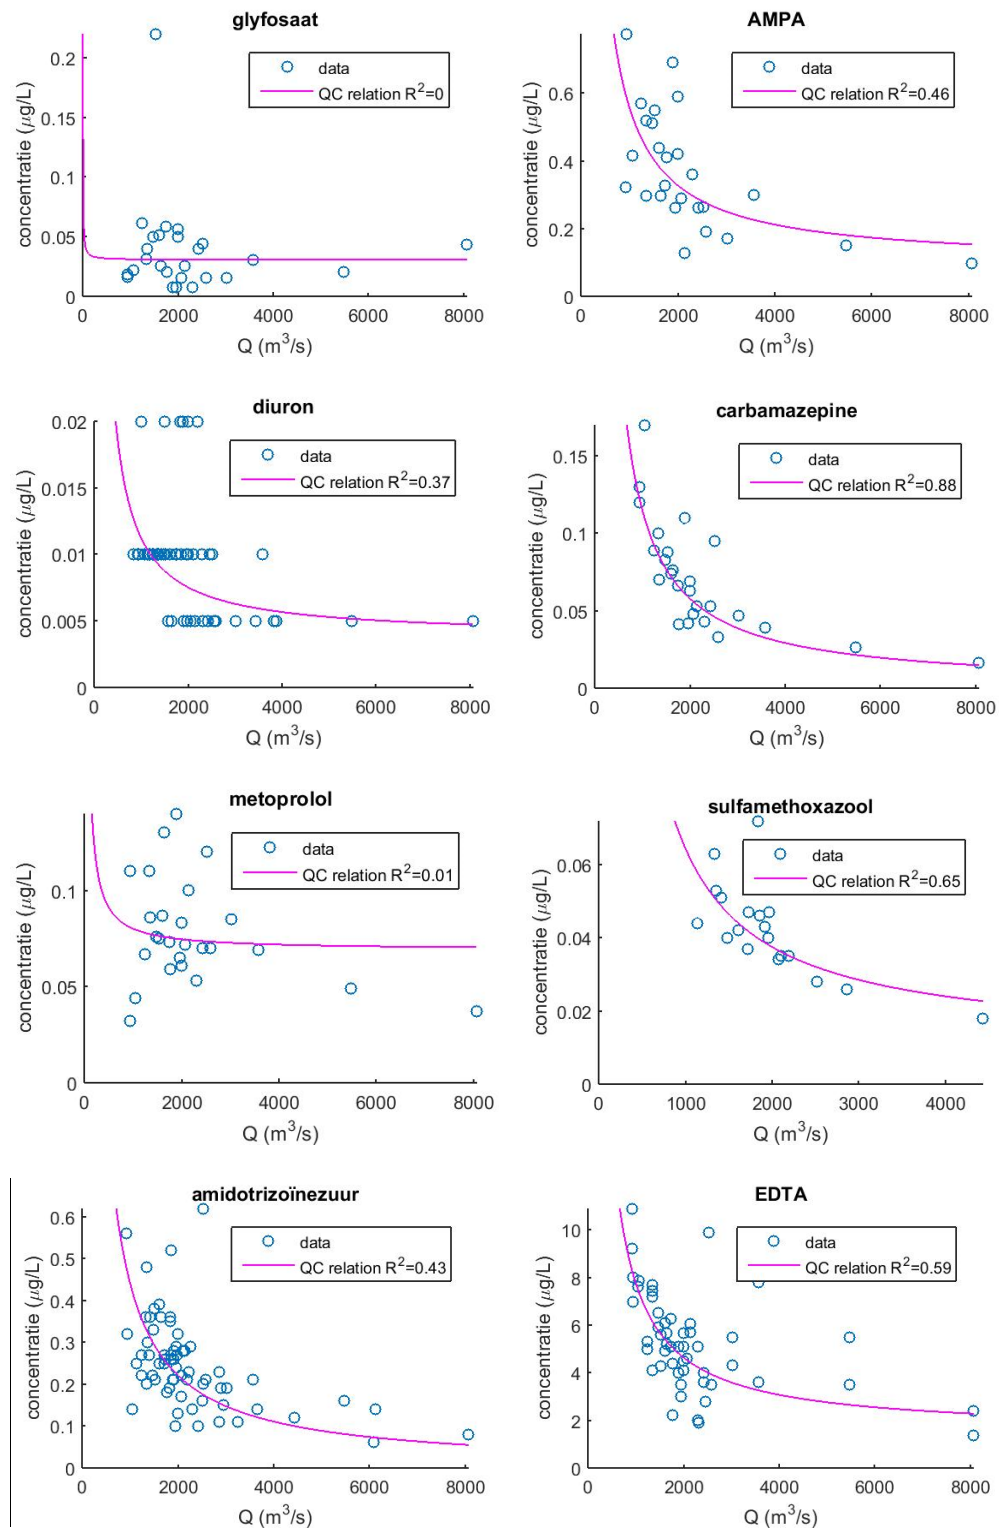 glyfosaat
concentratie (µg/L)
0.2
0.15
0.1
0.05
0
data
QC relation R²=0
0 2000 4000 6000 8000
Q (m³/s)
AMPA
concentratie (µg/L)
0.6
0.4
0.2
0
data
QC relation R²=0.46
0 2000 4000 6000 8000
Q (m³/s)
diuron
concentratie (µg/L)
0.02
0.015
0.01
0.005
0
data
QC relation R²=0.37
0 2000 4000 6000 8000
Q (m³/s)
carbamazepine
concentratie (µg/L)
0.15
0.1
0.05
0
data
QC relation R²=0.88
0 2000 4000 6000 8000
Q (m³/s)
metoprolol
concentratie (µg/L)
0.1
0.05
0
data
QC relation R²=0.01
0 2000 4000 6000 8000
Q (m³/s)
sulfamethoxazool
concentratie (µg/L)
0.06
0.04
0.02
0
data
QC relation R²=0.65
0 1000 2000 3000 4000
Q (m³/s)
amidotrizoïnezuur
concentratie (µg/L)
0.6
0.5
0.4
0.3
0.2
0.1
0
data
QC relation R²=0.43
0 2000 4000 6000 8000
Q (m³/s)
EDTA
concentratie (µg/L)
10
8
6
4
2
0
data
QC relation R²=0.59
0 2000 4000 6000 8000
Q (m³/s)